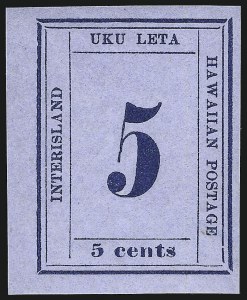 UKU LETA
INTERISLAND
5
HAWAIIAN POSTAGE
5 cents